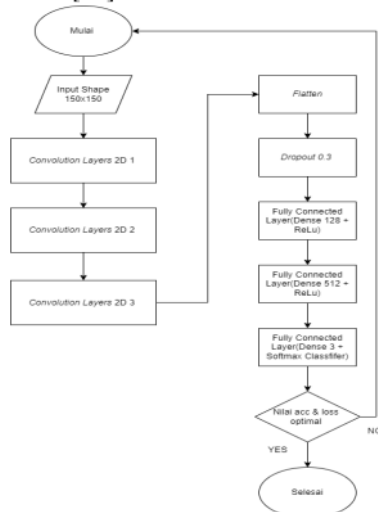 Mulai
Input Shape
150x150
Convolution Layers 2D 1
Convolution Layers 2D 2
Convolution Layers 2D 3
Flatten
Dropout 0.3
Fully Connected
Layer(Dense 128 +
ReLu)
Fully Connected
Layer(Dense 512 +
ReLu)
Fully Connected
Layer(Dense 3 +
Softmax Classfifer)
Nilai acc & loss
optimal
NO
YES
Selesai